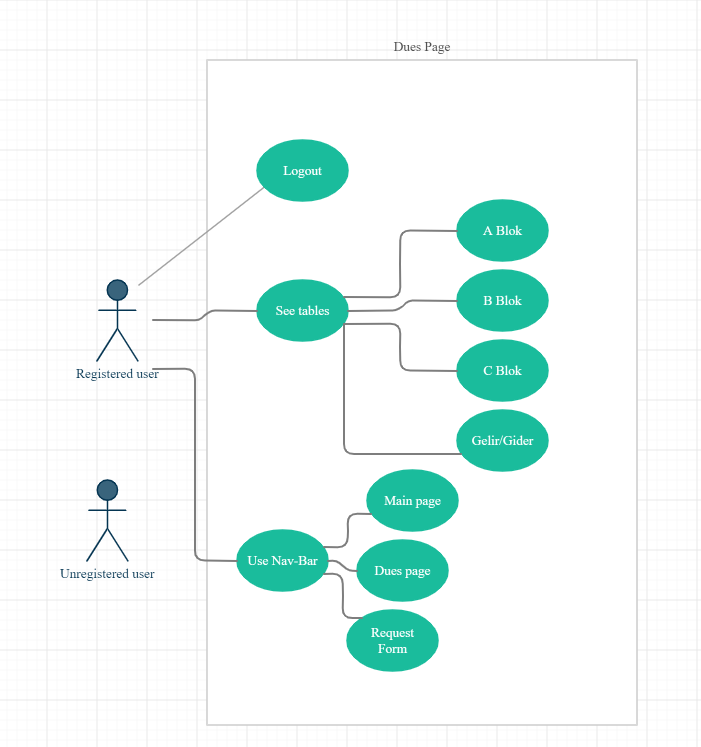 Dues Page
Logout
A Blok
B Blok
See tables
C Blok
Registered user
Gelir/Gider
Main page
Unregistered user
Use Nav-Bar
Dues page
Request
Form